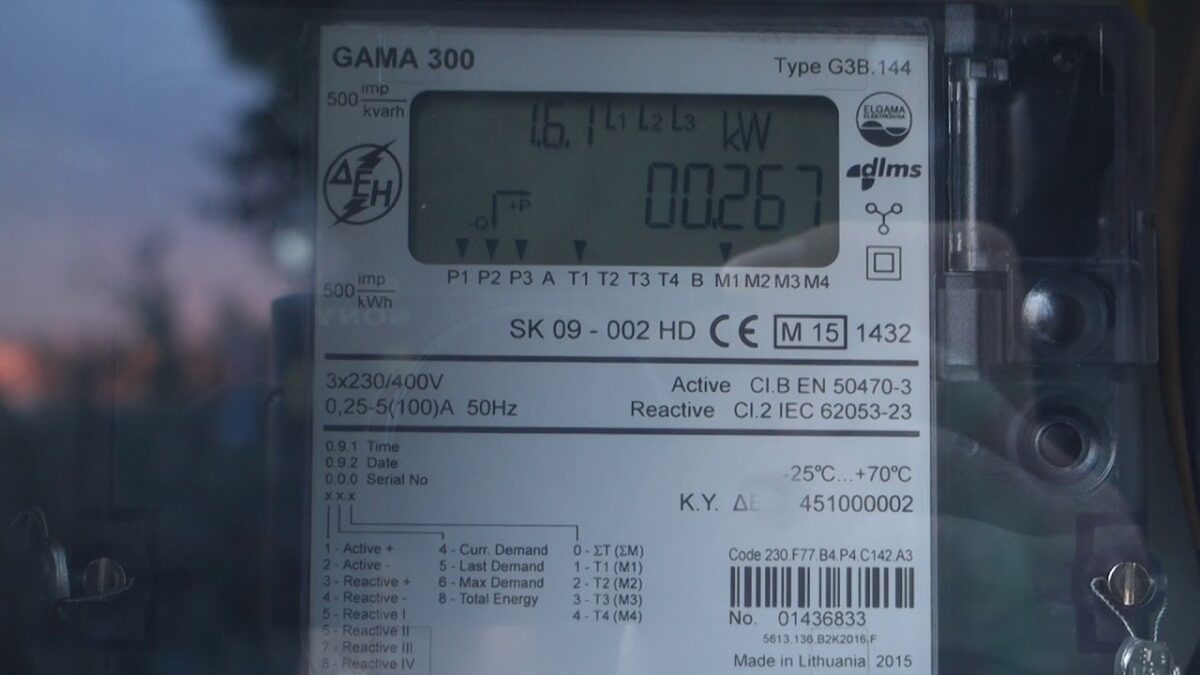 GAMA 300
Type G3B.144
500 imp
kvarh
ELGAMA
ELEKTRONIKA
1.6.1 L1 L2 L3 kW
ΔΕΗ
dlms
00.267
-Q +P
P1 P2 P3 A T1 T2 T3 T4 B M1 M2 M3 M4
500 imp
kWh
SK 09 - 002 HD CE M 15 1432
3x230/400V
Active Cl.B EN 50470-3
0,25-5(100)A 50Hz
Reactive Cl.2 IEC 62053-23
0.9.1 Time
0.9.2 Date
0.0.0 Serial No
x.x.x
-25ºC...+70ºC
K.Y. ΔΕ 451000002
1 - Active +
2 - Active -
3 - Reactive +
4 - Reactive -
5 - Reactive I
6 - Reactive II
7 - Reactive III
8 - Reactive IV
4 - Curr. Demand
5 - Last Demand
6 - Max Demand
8 - Total Energy
0 - ΣT (ΣM)
1 - T1 (M1)
2 - T2 (M2)
3 - T3 (M3)
4 - T4 (M4)
Code 230.F77.B4.P4.C142.A3
No. 01436833
5613.136.B2K2016.F
Made in Lithuania 2015